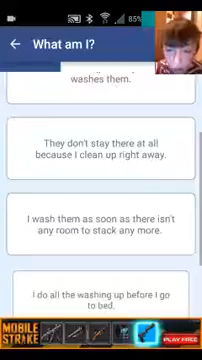 85%
What am I?
washes them.
They don't stay there at all
because I clean up right away.
I wash them as soon as there isn't
any room to stack any more.
I do all the washing up before I go
to bed,
MOBILE
STRIKE
PLAY FREE